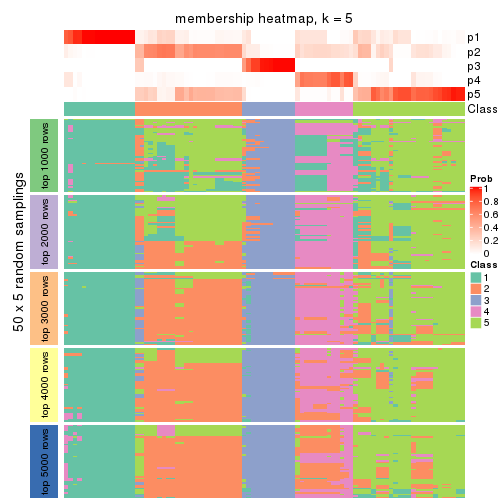 membership heatmap, k = 5
p1
p2
p3
p4
p5
Class
50 x 5 random samplings
top 1000 rows
top 2000 rows
top 3000 rows
top 4000 rows
top 5000 rows
Prob
1
0.8
0.6
0.4
0.2
0
Class
1
2
3
4
5